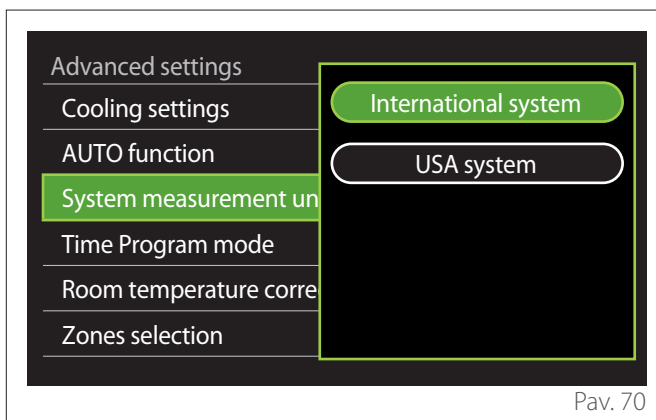 Advanced settings
Cooling settings
AUTO function
System measurement un
Time Program mode
Room temperature corre
Zones selection
International system
USA system
Pav. 70